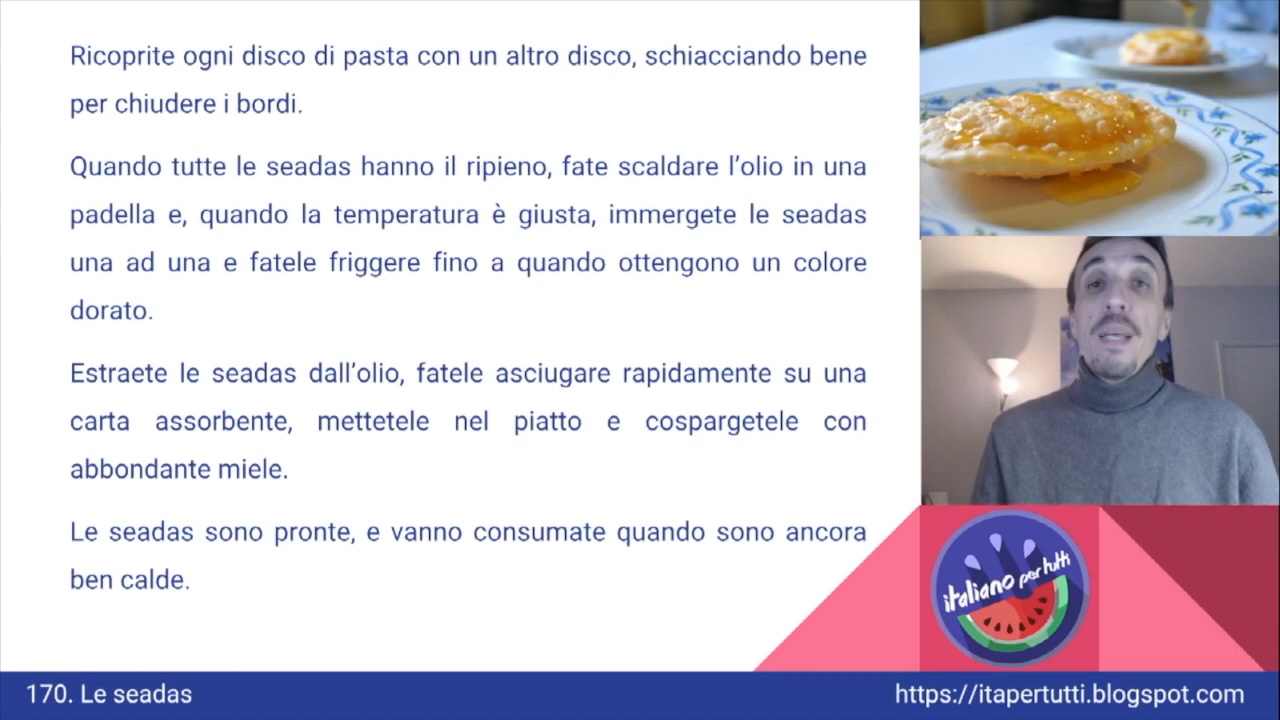 Ricoprite ogni disco di pasta con un altro disco, schiacciando bene
per chiudere i bordi.
Quando tutte le seadas hanno il ripieno, fate scaldare l’olio in una
padella e, quando la temperatura è giusta, immergete le seadas
una ad una e fatele friggere fino a quando ottengono un colore
dorato.
Estraete le seadas dall’olio, fatele asciugare rapidamente su una
carta assorbente, mettetele nel piatto e cospargetele con
abbondante miele.
Le seadas sono pronte, e vanno consumate quando sono ancora
ben calde.
italiano per tutti
170. Le seadas
https://itapertutti.blogspot.com